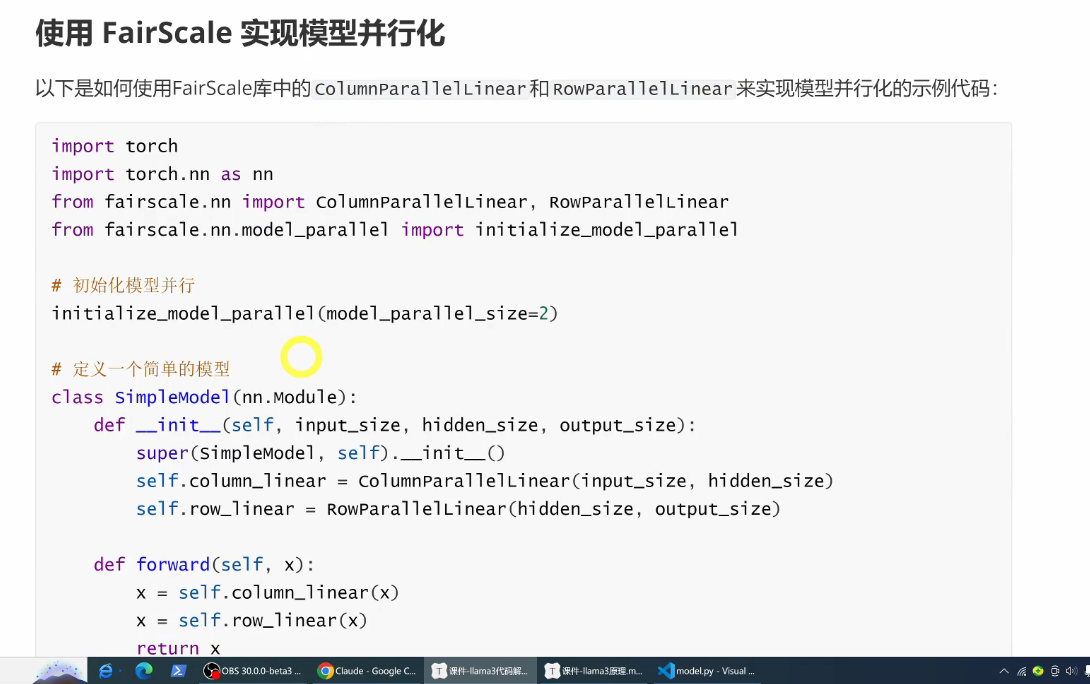 使用 FairScale 实现模型并行化
以下是如何使用FairScale库中的ColumnParallelLinear和RowParallelLinear来实现模型并行化的示例代码：
import torch
import torch.nn as nn
from fairscale.nn import ColumnParallelLinear, RowParallelLinear
from fairscale.nn.model_parallel import initialize_model_parallel
# 初始化模型并行
initialize_model_parallel(model_parallel_size=2)
# 定义一个简单的模型
class SimpleModel(nn.Module):
    def __init__(self, input_size, hidden_size, output_size):
        super(SimpleModel, self).__init__()
        self.column_linear = ColumnParallelLinear(input_size, hidden_size)
        self.row_linear = RowParallelLinear(hidden_size, output_size)
    def forward(self, x):
        x = self.column_linear(x)
        x = self.row_linear(x)
        return x
OBS 30.0.0-beta3 ... Claude - Google C... 课件-llama3代码解... 课件-llama3原理.m... model.py - Visual ...